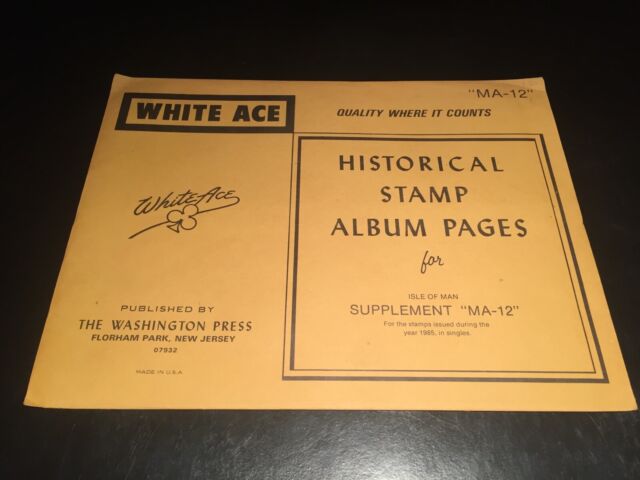 "MA-12"
WHITE ACE
QUALITY WHERE IT COUNTS
White Ace
PUBLISHED BY
THE WASHINGTON PRESS
FLORHAM PARK, NEW JERSEY
07932
MADE IN U.S.A
HISTORICAL
STAMP
ALBUM PAGES
for
ISLE OF MAN
SUPPLEMENT "MA-12"
For the stamps issued during the
year 1985, in singles.